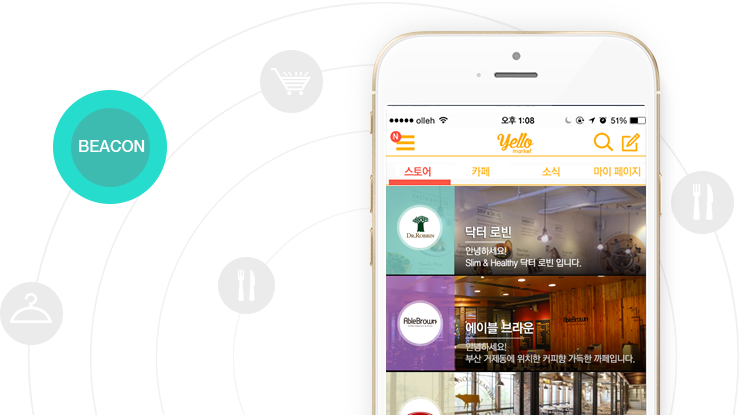 BEACON
olleh
오후 1:08
51%
N
Yello
market
스토어
카페
소식
마이 페이지
DR.ROBBIN
닥터 로빈
안녕하세요!
Slim & Healthy 닥터 로빈 입니다.
AbleBrown
에이블 브라운
안녕하세요!
부산 거제동에 위치한 커피향 가득한 까페입니다.